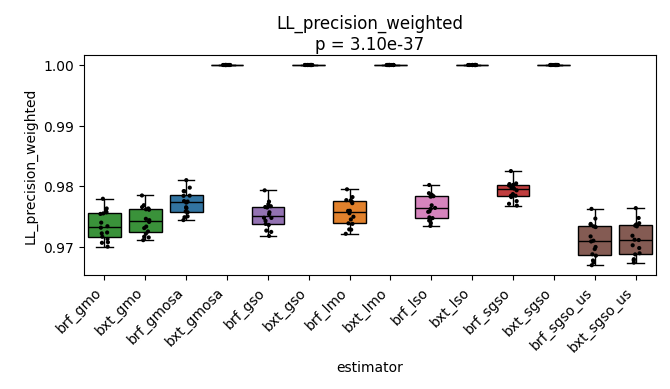 LL_precision_weighted
p = 3.10e-37
LL_precision_weighted
1.00
0.99
0.98
0.97
brf_gmo
bxt_gmo
brf_gmosa
bxt_gmosa
brf_gso
bxt_gso
brf_lmo
bxt_lmo
brf_lso
bxt_lso
brf_sgso
bxt_sgso
brf_sgso_us
bxt_sgso_us
estimator